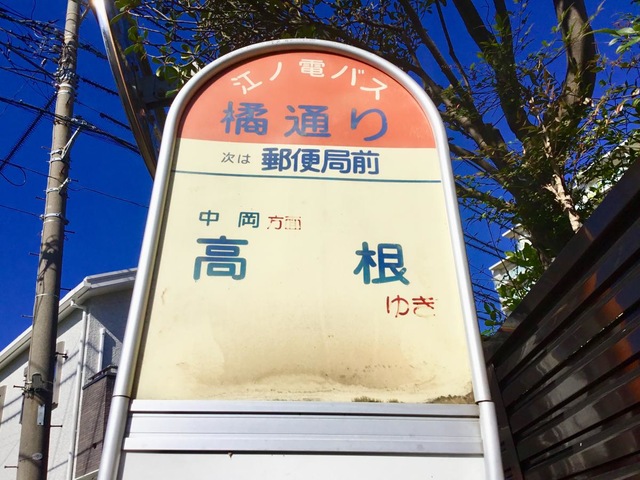 江ノ電バス
橘通り
次は 郵便局前
中岡方面
高根
ゆき